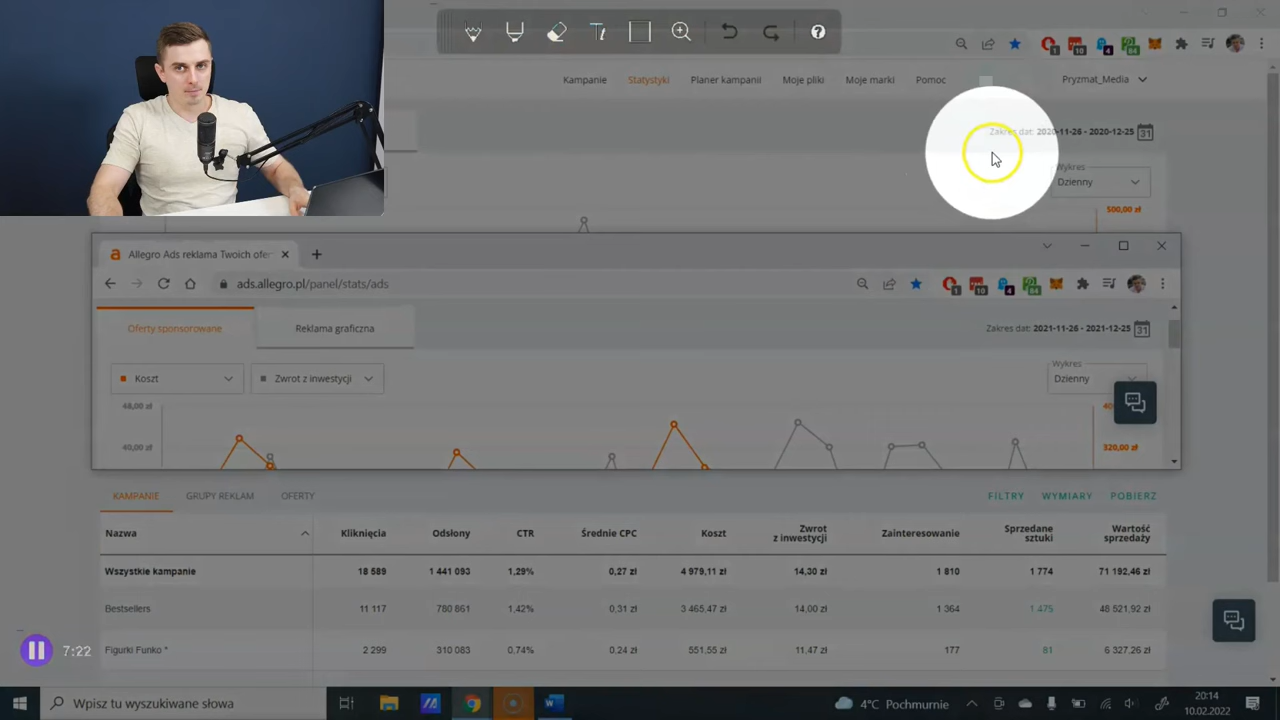 Kampanie Statystyki Planer kampanii Moje pliki Moje marki Pomoc Pryzmat_Media
Zakres dat: 2020-11-26 - 2020-12-25 31
Wykres
Dzienny
500,00 zł
Allegro Ads reklama Twoich ofer
ads.allegro.pl/panel/stats/ads
Oferty sponsorowane Reklama graficzna Zakres dat: 2021-11-26 - 2021-12-25 31
Koszt Zwrot z inwestycji
Wykres
Dzienny
48,00 zł
40,00 zł 320,00 zł
KAMPANIE GRUPY REKLAM OFERTY FILTRY WYMIARY POBIERZ
Nazwa Kliknięcia Odsłony CTR Średnie CPC Koszt Zwrot z inwestycji Zainteresowanie Sprzedane sztuki Wartość sprzedaży
Wszystkie kampanie 18 589 1 441 093 1,29% 0,27 zł 4 979,11 zł 14,30 zł 1 810 1 774 71 192,46 zł
Bestsellers 11 117 780 861 1,42% 0,31 zł 3 465,47 zł 14,00 zł 1 364 1 475 48 521,92 zł
Figurki Funko * 2 299 310 083 0,74% 0,24 zł 551,55 zł 11,47 zł 177 81 6 327,26 zł
7:22
Wpisz tu wyszukiwane słowa
4°C Pochmurnie
20:14
10.02.2022